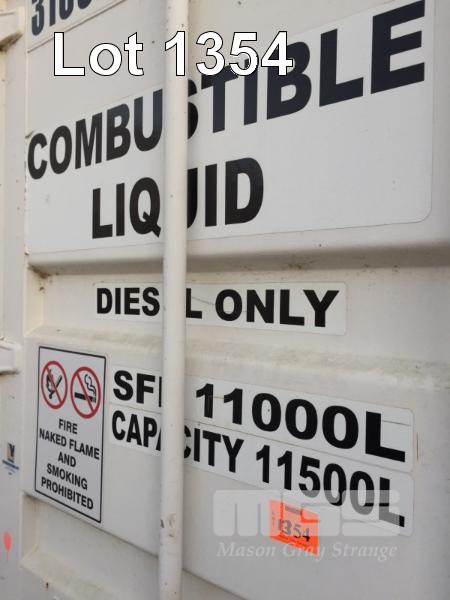 Lot 1354
COMBUSTIBLE
LIQUID
DIESEL ONLY
SFL 11000L
CAPACITY 11500L
FIRE
NAKED FLAME
AND
SMOKING
PROHIBITED
1354
MGS
Mason Gray Strange